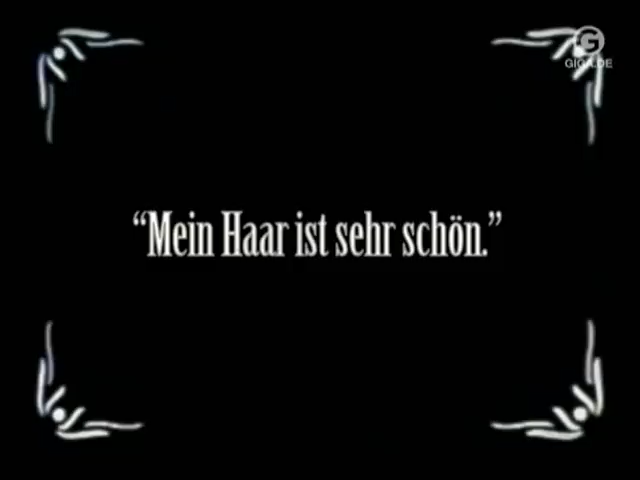 G
GIGA.DE
“Mein Haar ist sehr schön.”